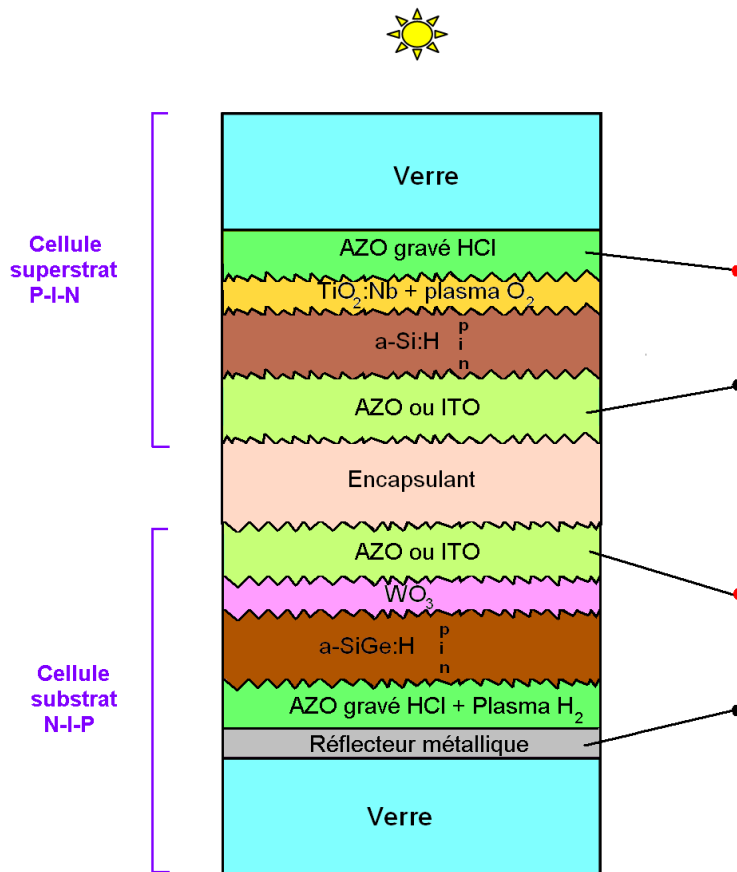 Verre
Cellule
superstrat
P-I-N
AZO gravé HCl
TiO₂:Nb + plasma O₂
a-Si:H
p
i
n
AZO ou ITO
Encapsulant
AZO ou ITO
WO₃
Cellule
substrat
N-I-P
a-SiGe:H
p
i
n
AZO gravé HCl + Plasma H₂
Réflecteur métallique
Verre